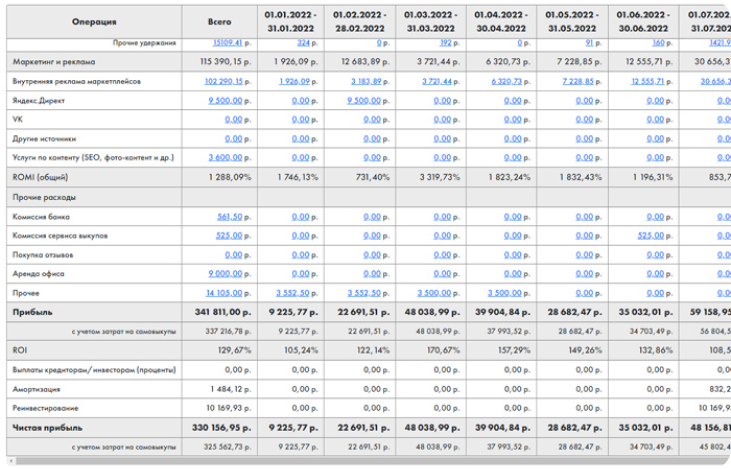 Операция Всего 01.01.2022 - 31.01.2022 01.02.2022 - 28.02.2022 01.03.2022 - 31.03.2022 01.04.2022 - 30.04.2022 01.05.2022 - 31.05.2022 01.06.2022 - 30.06.2022 01.07.202 31.07.202
Прочие удержания 15109,41 р. 324 р. 0 р. 192 р. 0 р. 91 р. 160 р. 1421,9
Маркетинг и реклама 115 390,15 р. 1 926,09 р. 12 683,89 р. 3 721,44 р. 6 320,73 р. 7 228,85 р. 12 555,71 р. 30 656,3
Внутренняя реклама маркетплейсов 102 290,15 р. 1 926,09 р. 3 183,89 р. 3 721,44 р. 6 320,73 р. 7 228,85 р. 12 555,71 р. 30 656,3
Яндекс.Директ 9 500,00 р. 0,00 р. 9 500,00 р. 0,00 р. 0,00 р. 0,00 р. 0,00 р. 0,0
VK 0,00 р. 0,00 р. 0,00 р. 0,00 р. 0,00 р. 0,00 р. 0,00 р. 0,0
Другие источники 0,00 р. 0,00 р. 0,00 р. 0,00 р. 0,00 р. 0,00 р. 0,00 р. 0,0
Услуги по контенту (SEO, фото-контент и др.) 3 600,00 р. 0,00 р. 0,00 р. 0,00 р. 0,00 р. 0,00 р. 0,00 р. 0,0
ROMI (общий) 1 288,09% 1 746,13% 731,40% 3 319,73% 1 823,24% 1 832,43% 1 196,31% 853,7
Прочие расходы
Комиссия банка 561,50 р. 0,00 р. 0,00 р. 0,00 р. 0,00 р. 0,00 р. 0,00 р. 0,0
Комиссия сервиса выкупов 525,00 р. 0,00 р. 0,00 р. 0,00 р. 0,00 р. 0,00 р. 525,00 р. 0,0
Покупка отзывов 0,00 р. 0,00 р. 0,00 р. 0,00 р. 0,00 р. 0,00 р. 0,00 р. 0,0
Аренда офиса 9 000,00 р. 0,00 р. 0,00 р. 0,00 р. 0,00 р. 0,00 р. 0,00 р. 0,0
Прочее 14 105,00 р. 3 552,50 р. 3 552,50 р. 3 500,00 р. 3 500,00 р. 0,00 р. 0,00 р. 0,0
Прибыль 341 811,00 р. 9 225,77 р. 22 691,51 р. 48 038,99 р. 39 904,84 р. 28 682,47 р. 35 032,01 р. 59 158,95
с учетом затрат на самовыкупы 337 216,78 р. 9 225,77 р. 22 691,51 р. 48 038,99 р. 37 993,52 р. 28 682,47 р. 34 703,49 р. 56 804,5
ROI 129,67% 105,24% 122,14% 170,67% 157,29% 149,26% 132,86% 108,5
Выплаты кредиторам/инвесторам (проценты) 0,00 р. 0,00 р. 0,00 р. 0,00 р. 0,00 р. 0,00 р. 0,00 р. 0,0
Амортизация 1 484,12 р. 0,00 р. 0,00 р. 0,00 р. 0,00 р. 0,00 р. 0,00 р. 832,2
Реинвестирование 10 169,93 р. 0,00 р. 0,00 р. 0,00 р. 0,00 р. 0,00 р. 0,00 р. 10 169,9
Чистая прибыль 330 156,95 р. 9 225,77 р. 22 691,51 р. 48 038,99 р. 39 904,84 р. 28 682,47 р. 35 032,01 р. 48 156,81
с учетом затрат на самовыкупы 325 562,73 р. 9 225,77 р. 22 691,51 р. 48 038,99 р. 37 993,52 р. 28 682,47 р. 34 703,49 р. 45 802,4